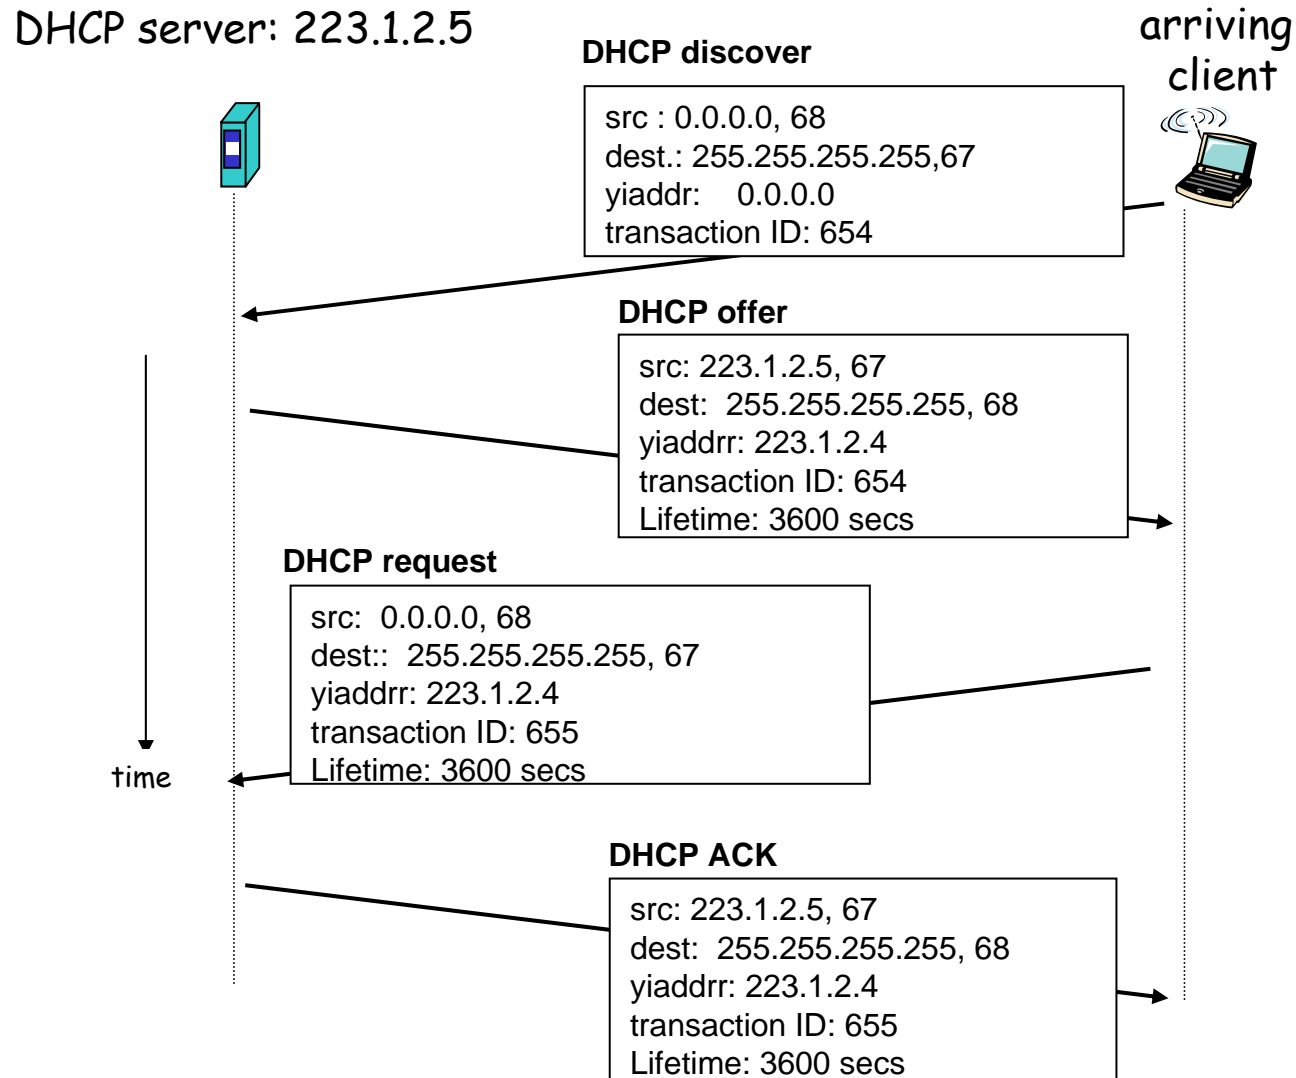 DHCP server: 223.1.2.5
arriving
client
DHCP discover
src : 0.0.0.0, 68
dest.: 255.255.255.255,67
yiaddr: 0.0.0.0
transaction ID: 654
DHCP offer
src: 223.1.2.5, 67
dest: 255.255.255.255, 68
yiaddrr: 223.1.2.4
transaction ID: 654
Lifetime: 3600 secs
DHCP request
src: 0.0.0.0, 68
dest:: 255.255.255.255, 67
yiaddrr: 223.1.2.4
transaction ID: 655
Lifetime: 3600 secs
time
DHCP ACK
src: 223.1.2.5, 67
dest: 255.255.255.255, 68
yiaddrr: 223.1.2.4
transaction ID: 655
Lifetime: 3600 secs